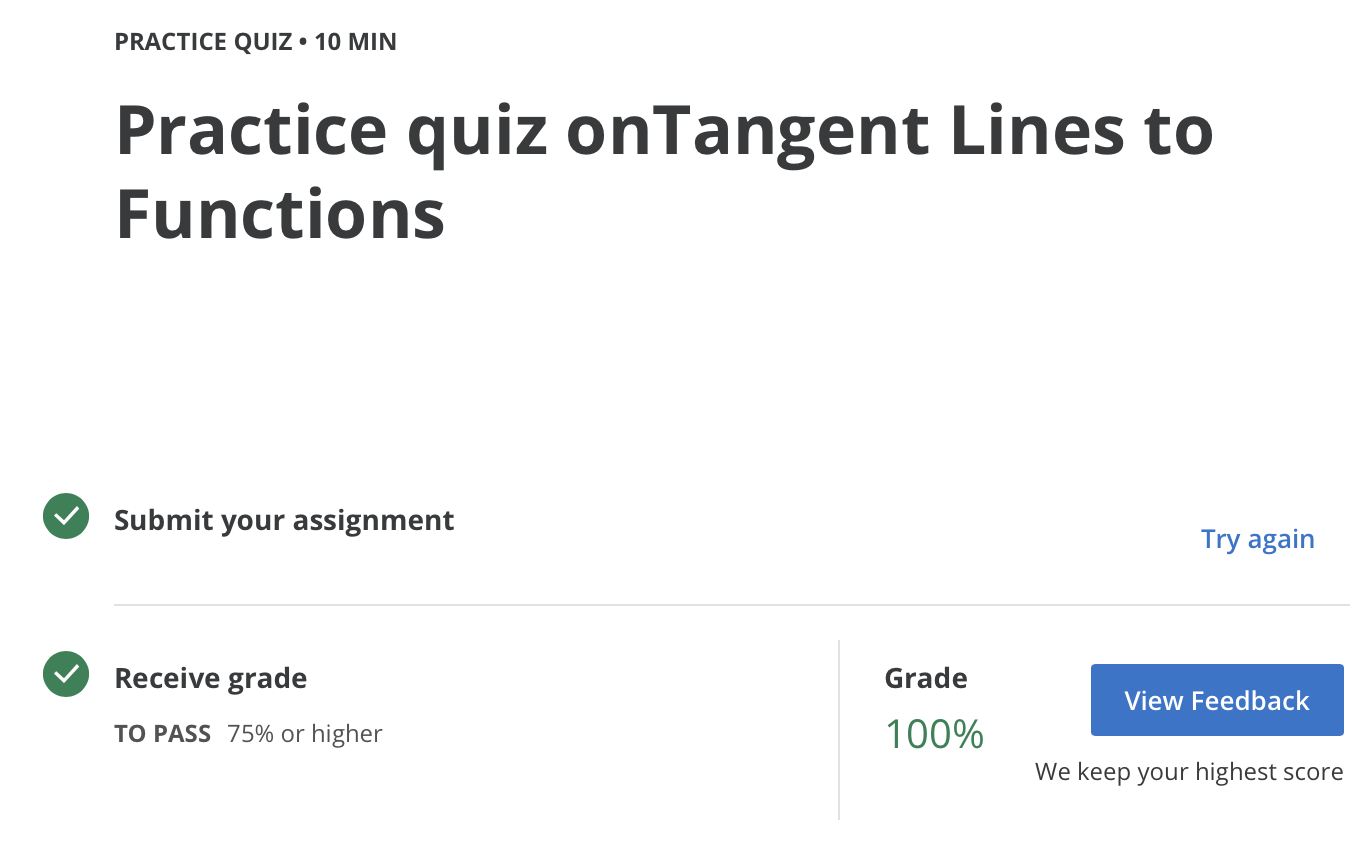 PRACTICE QUIZ • 10 MIN
Practice quiz onTangent Lines to
Functions
Submit your assignment
Try again
Receive grade
TO PASS 75% or higher
Grade
100%
View Feedback
We keep your highest score